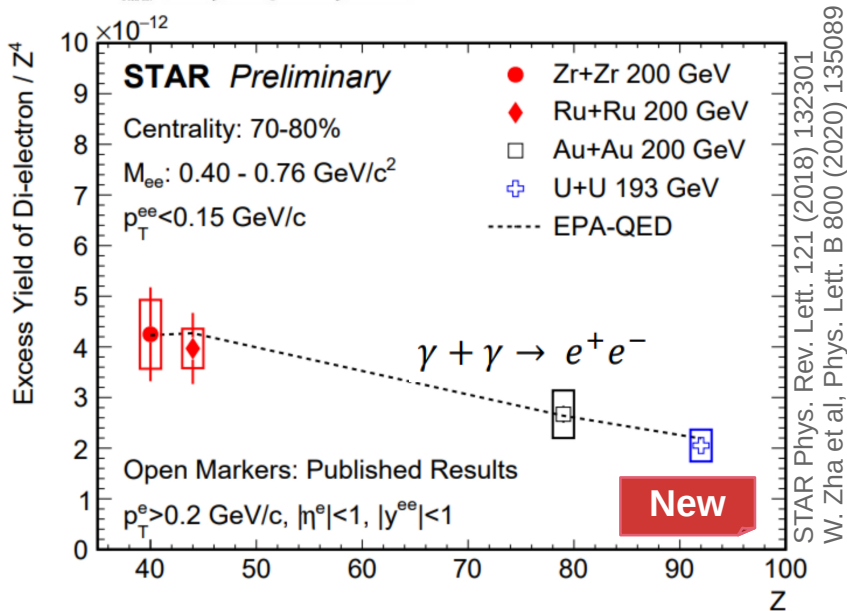 ×10⁻¹²
Excess Yield of Di-electron / Z⁴
10
9
8
7
6
5
4
3
2
1
0
STAR Preliminary
Centrality: 70-80%
M_ee: 0.40 - 0.76 GeV/c²
p_T^ee<0.15 GeV/c
Zr+Zr 200 GeV
Ru+Ru 200 GeV
Au+Au 200 GeV
U+U 193 GeV
EPA-QED
γ + γ → e⁺e⁻
Open Markers: Published Results
p_T^e>0.2 GeV/c, |η^e|<1, |y^ee|<1
New
40 50 60 70 80 90 100
Z
STAR Phys. Rev. Lett. 121 (2018) 132301
W. Zha et al, Phys. Lett. B 800 (2020) 135089